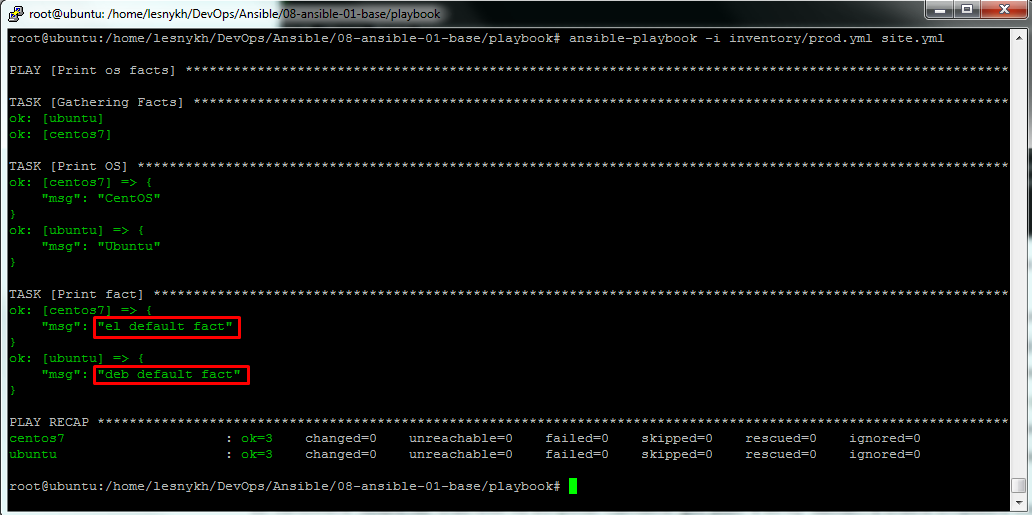 root@ubuntu: /home/lesnykh/DevOps/Ansible/08-ansible-01-base/playbook
root@ubuntu:/home/lesnykh/DevOps/Ansible/08-ansible-01-base/playbook# ansible-playbook -i inventory/prod.yml site.yml
PLAY [Print os facts] *******************************************************************************************************
TASK [Gathering Facts] ******************************************************************************************************
ok: [ubuntu]
ok: [centos7]
TASK [Print OS] *************************************************************************************************************
ok: [centos7] => {
    "msg": "CentOS"
}
ok: [ubuntu] => {
    "msg": "Ubuntu"
}
TASK [Print fact] ***********************************************************************************************************
ok: [centos7] => {
    "msg": "el default fact"
}
ok: [ubuntu] => {
    "msg": "deb default fact"
}
PLAY RECAP ******************************************************************************************************************
centos7                    : ok=3    changed=0    unreachable=0    failed=0    skipped=0    rescued=0    ignored=0
ubuntu                     : ok=3    changed=0    unreachable=0    failed=0    skipped=0    rescued=0    ignored=0
root@ubuntu:/home/lesnykh/DevOps/Ansible/08-ansible-01-base/playbook#